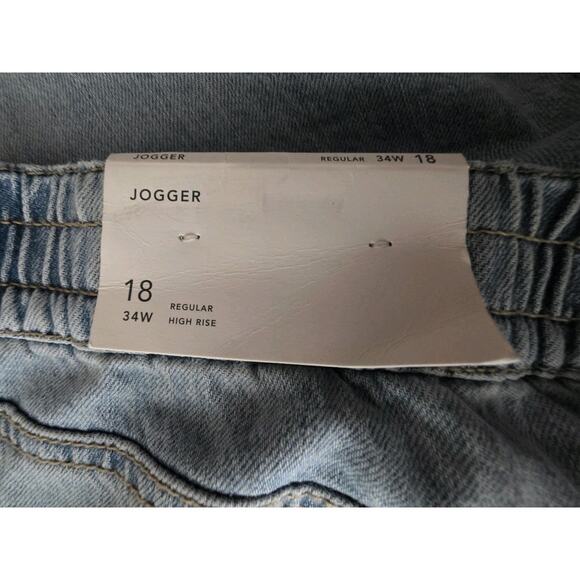 JOGGER REGULAR 34W 18
JOGGER
18 REGULAR
34W HIGH RISE